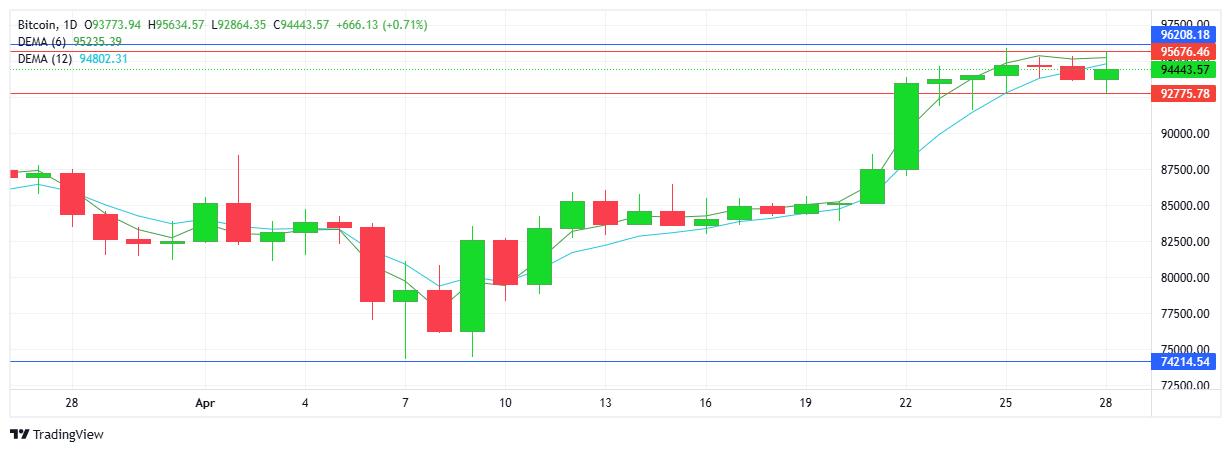 Bitcoin, 1D O93773.94 H95634.57 L92864.35 C94443.57 +666.13 (+0.71%)
DEMA (6) 95235.39
DEMA (12) 94802.31
97500.00
96208.18
95676.46
94443.57
92775.78
90000.00
87500.00
85000.00
82500.00
80000.00
77500.00
75000.00
74214.54
72500.00
28 Apr 4 7 10 13 16 19 22 25 28
TradingView